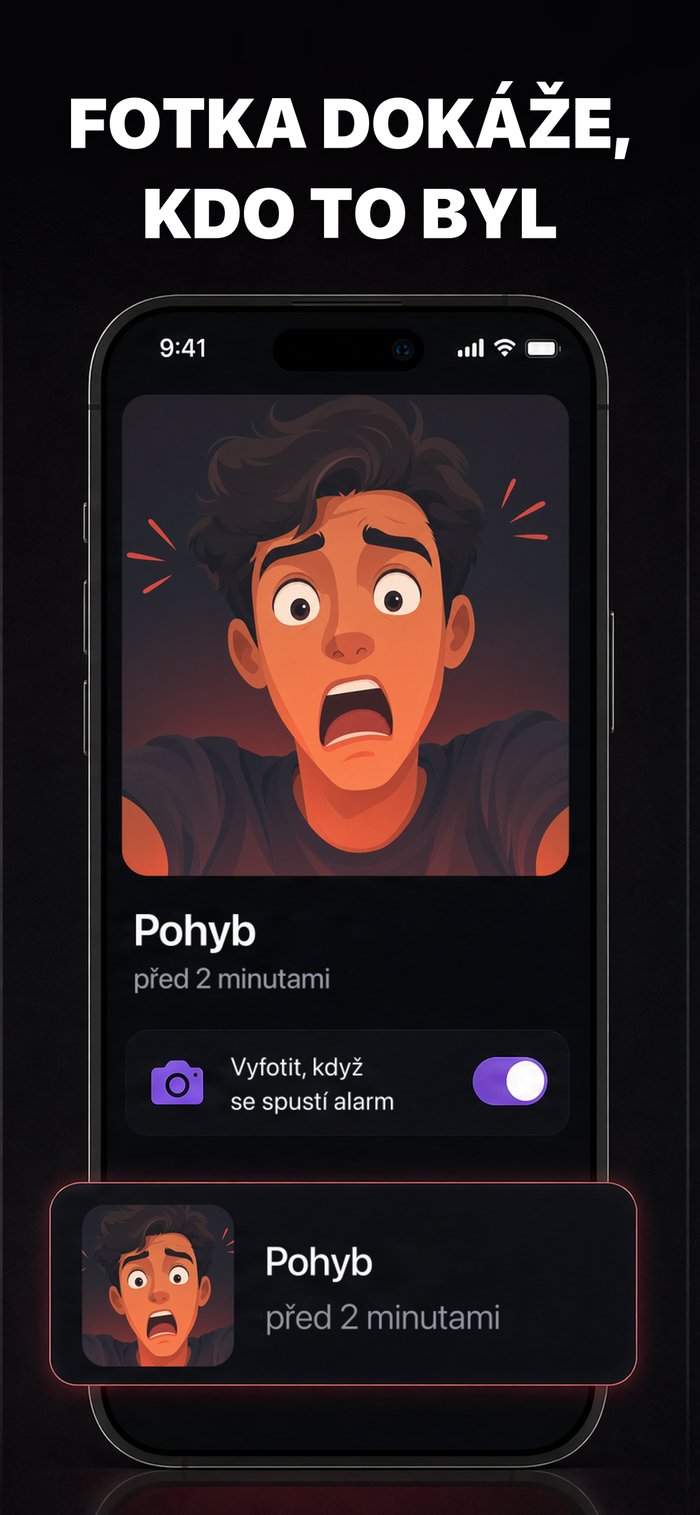 FOTKA DOKÁŽE,
KDO TO BYL
9:41
Pohyb
před 2 minutami
Vyfotit, když
se spustí alarm
Pohyb
před 2 minutami